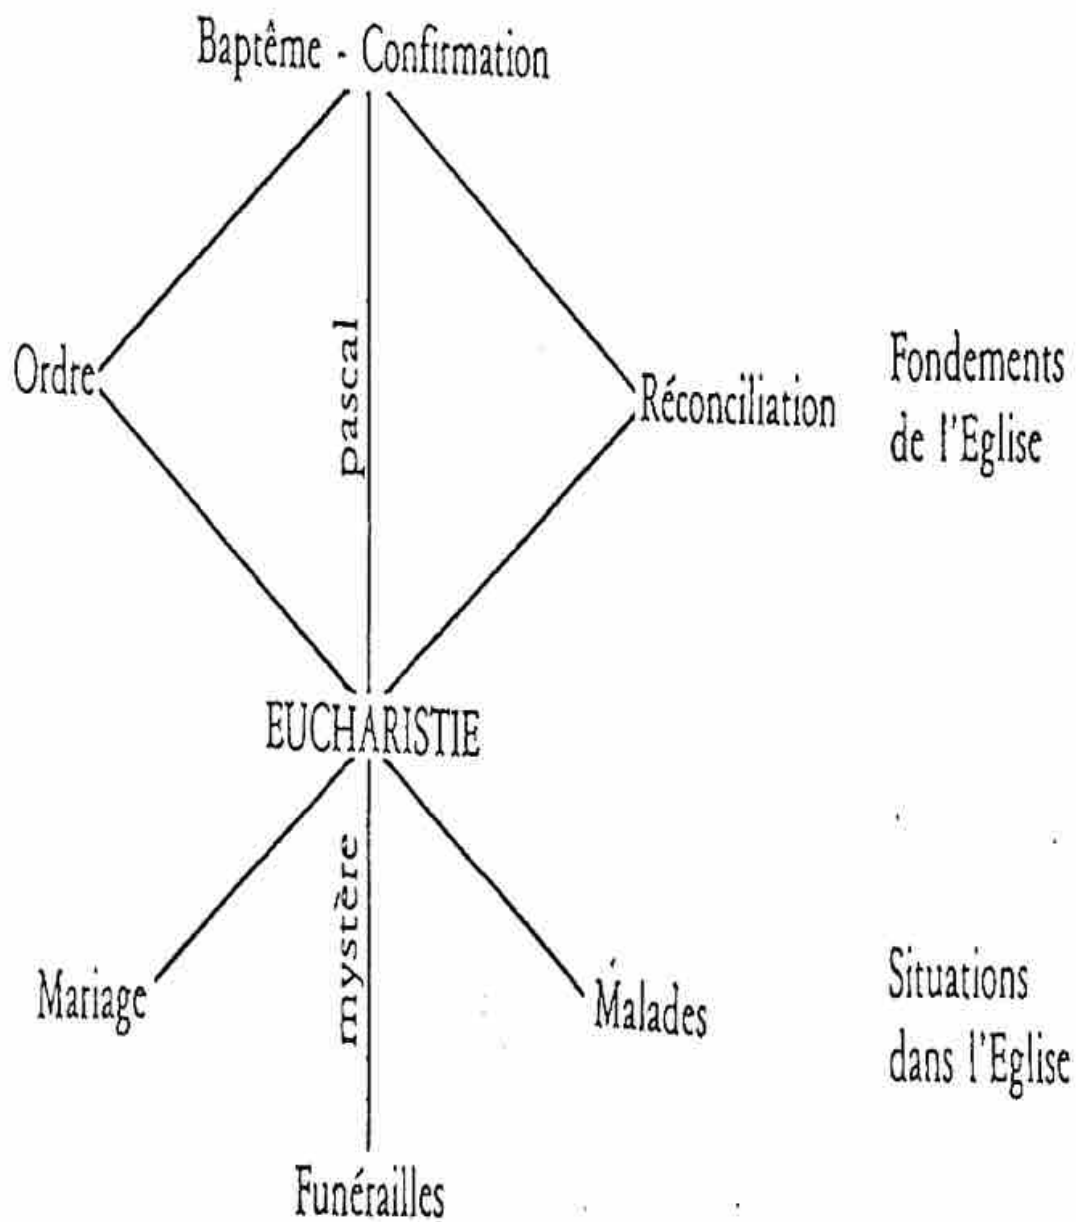 Baptême - Confirmation
pascal
Ordre
Réconciliation
Fondements
de l'Eglise
EUCHARISTIE
mystère
Mariage
Malades
Situations
dans l'Eglise
Funérailles